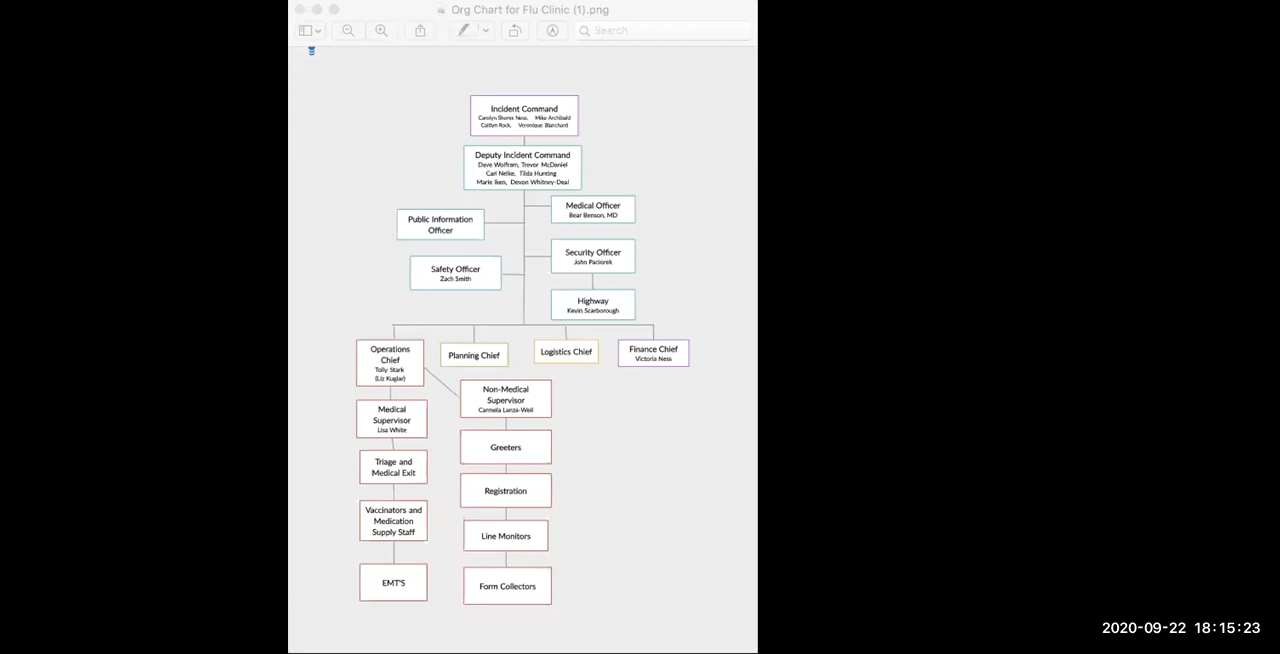 Org Chart for Flu Clinic (1).png
Search
Incident Command
Carolyn Shores Ness, Mike Archibald
Caitlyn Rock, Veronique Blanchard
Deputy Incident Command
Dave Wolfram, Trevor McDaniel
Carl Nelke, Tilda Hunting
Marie Iken, Devon Whitney-Deal
Medical Officer
Bear Benson, MD
Public Information
Officer
Security Officer
John Paciorek
Safety Officer
Zach Smith
Highway
Kevin Scarborough
Operations
Chief
Tolly Stark
(Liz Kugler)
Planning Chief
Logistics Chief
Finance Chief
Victoria Ness
Non-Medical
Supervisor
Carmela Lanza-Weil
Medical
Supervisor
Lisa White
Greeters
Triage and
Medical Exit
Registration
Vaccinators and
Medication
Supply Staff
Line Monitors
EMT'S
Form Collectors
2020-09-22 18:15:23